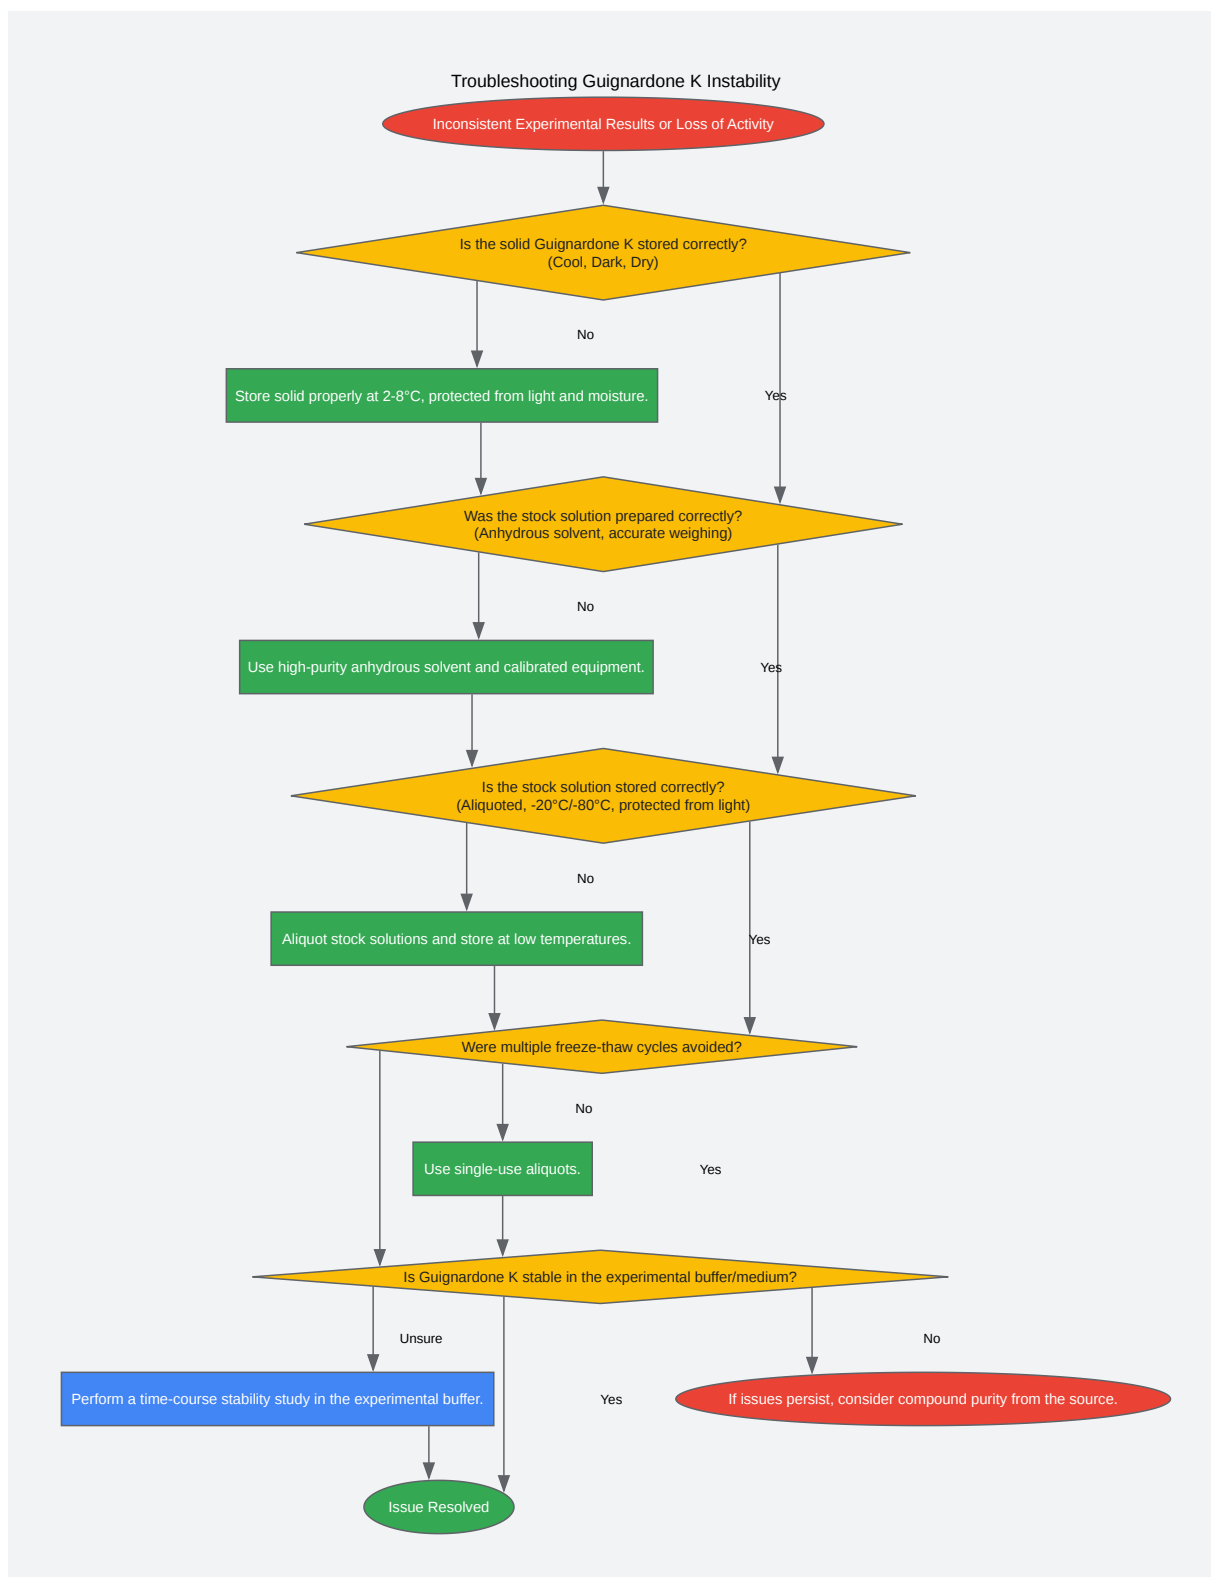 Troubleshooting Guignardone K Instability
Inconsistent Experimental Results or Loss of Activity
Is the solid Guignardone K stored correctly?
(Cool, Dark, Dry)
No
Store solid properly at 2-8°C, protected from light and moisture.
Yes
Was the stock solution prepared correctly?
(Anhydrous solvent, accurate weighing)
No
Use high-purity anhydrous solvent and calibrated equipment.
Yes
Is the stock solution stored correctly?
(Aliquoted, -20°C/-80°C, protected from light)
No
Aliquot stock solutions and store at low temperatures.
Yes
Were multiple freeze-thaw cycles avoided?
No
Use single-use aliquots.
Yes
Is Guignardone K stable in the experimental buffer/medium?
Unsure
No
Perform a time-course stability study in the experimental buffer.
Yes
If issues persist, consider compound purity from the source.
Issue Resolved